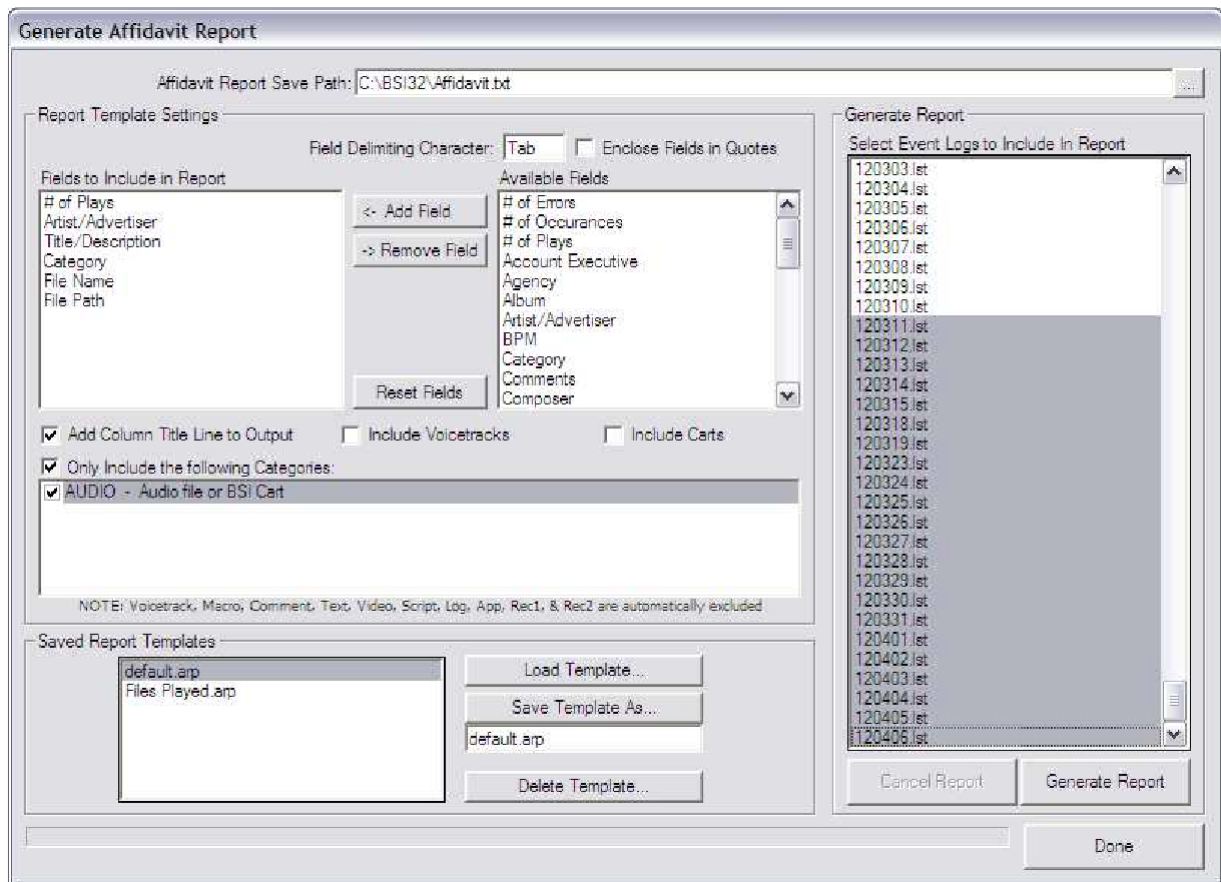 Generate Affidavit Report
Affidavit Report Save Path: C:\BSI32\Affidavit.txt ...
Report Template Settings
Field Delimiting Character: Tab Enclose Fields in Quotes
Fields to Include in Report
# of Plays
Artist/Advertiser
Title/Description
Category
File Name
File Path
<- Add Field
-> Remove Field
Reset Fields
Available Fields
# of Errors
# of Occurances
# of Plays
Account Executive
Agency
Album
Artist/Advertiser
BPM
Category
Comments
Composer
Add Column Title Line to Output Include Voicetracks Include Carts
Only Include the following Categories:
AUDIO - Audio file or BSI Cart
NOTE: Voicetrack, Macro, Comment, Text, Video, Script, Log, App, Rec1, & Rec2 are automatically excluded
Saved Report Templates
default.arp
Files Played.arp
Load Template...
Save Template As...
default.arp
Delete Template...
Generate Report
Select Event Logs to Include In Report
120303.lst
120304.lst
120305.lst
120306.lst
120307.lst
120308.lst
120309.lst
120310.lst
120311.lst
120312.lst
120313.lst
120314.lst
120315.lst
120318.lst
120319.lst
120323.lst
120324.lst
120325.lst
120326.lst
120327.lst
120328.lst
120329.lst
120330.lst
120331.lst
120401.lst
120402.lst
120403.lst
120404.lst
120405.lst
120406.lst
Cancel Report Generate Report
Done